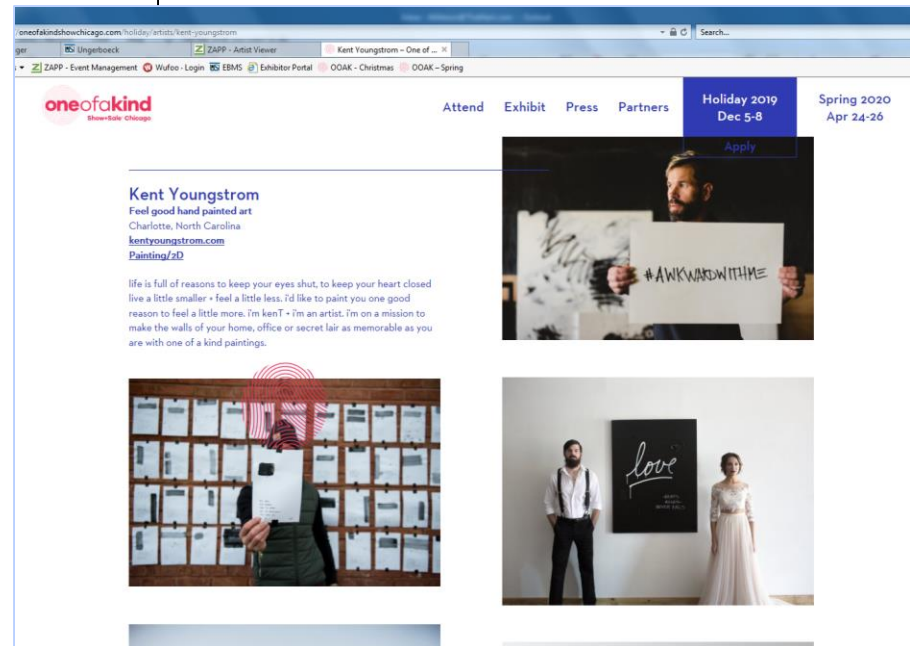 /oneofakindshowchicago.com/holiday/artists/kent-youngstrom
Search...
ger
Ungerboeck
ZAPP - Artist Viewer
Kent Youngstrom – One of ...
ZAPP - Event Management
Wufoo - Login
EBMS
Exhibitor Portal
OOAK - Christmas
OOAK – Spring
oneofakind
Show+Sale Chicago
Attend
Exhibit
Press
Partners
Holiday 2019
Dec 5-8
Spring 2020
Apr 24-26
Apply
Kent Youngstrom
Feel good hand painted art
Charlotte, North Carolina
kentyoungstrom.com
Painting/2D
life is full of reasons to keep your eyes shut, to keep your heart closed
live a little smaller + feel a little less. i'd like to paint you one good
reason to feel a little more. i'm kenT + i'm an artist. i'm on a mission to
make the walls of your home, office or secret lair as memorable as you
are with one of a kind paintings.
#AWKWARDWITHME
love